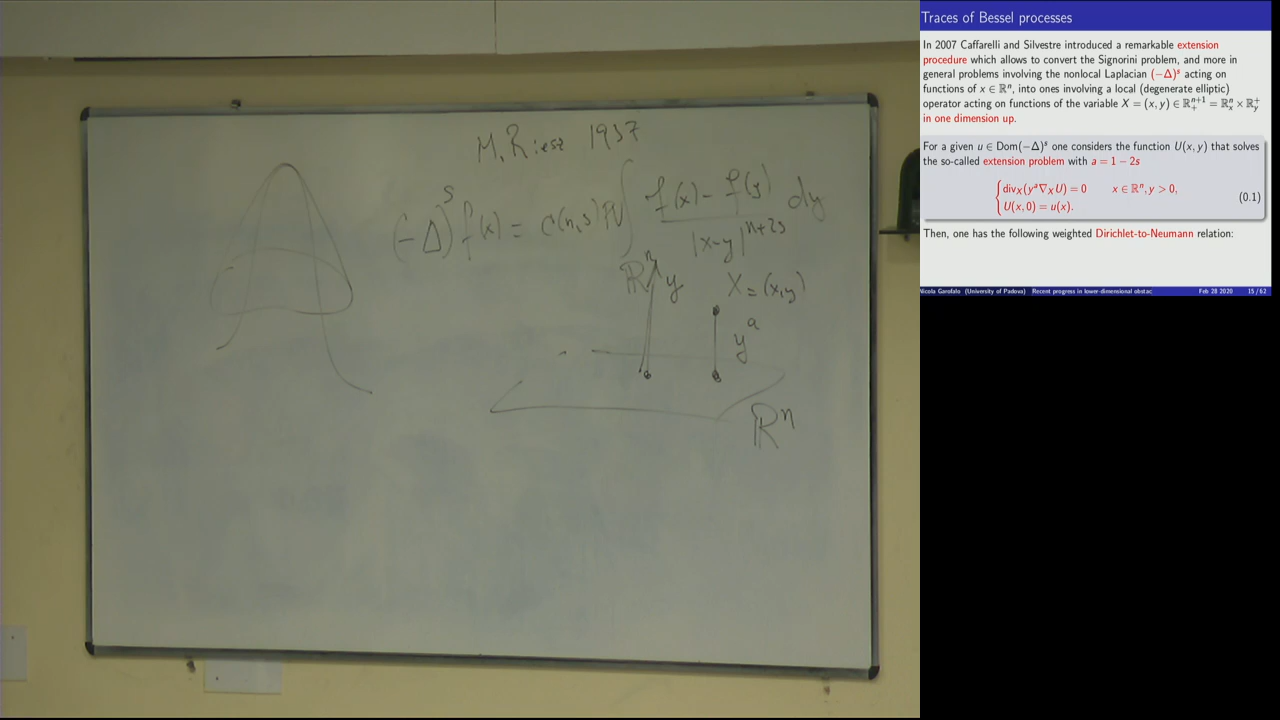 M. Riesz 1937
(-Δ)^s f(x) = c(n,s) PV ∫_{ℝ^n} (f(x) - f(y)) / |x-y|^{n+2s} dy
y
X = (x,y)
y^a
ℝ^n
Traces of Bessel processes
In 2007 Caffarelli and Silvestre introduced a remarkable extension
procedure which allows to convert the Signorini problem, and more in
general problems involving the nonlocal Laplacian (−Δ)^s acting on
functions of x ∈ ℝ^n, into ones involving a local (degenerate elliptic)
operator acting on functions of the variable X = (x, y) ∈ ℝ^{n+1}_+ = ℝ^n_x × ℝ^+_y
in one dimension up.
For a given u ∈ Dom(−Δ)^s one considers the function U(x, y) that solves
the so-called extension problem with a = 1 − 2s
{ div_X(y^a ∇_X U) = 0 x ∈ ℝ^n, y > 0,
U(x, 0) = u(x). (0.1)
Then, one has the following weighted Dirichlet-to-Neumann relation:
Nicola Garofalo (University of Padova) Recent progress in lower-dimensional obstac Feb 28 2020 15 / 62